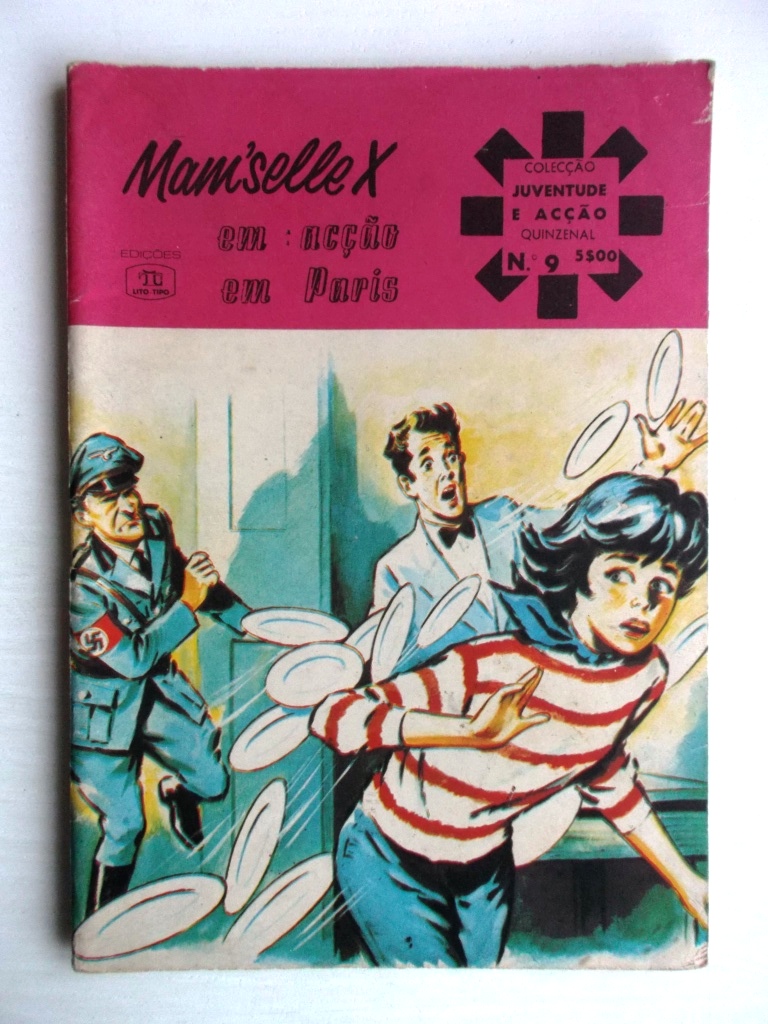 Mam'selle X
em acção
em Paris
EDIÇÕES
LITO-TIPO
COLECÇÃO
JUVENTUDE
E ACÇÃO
QUINZENAL
N.º 9 5$00